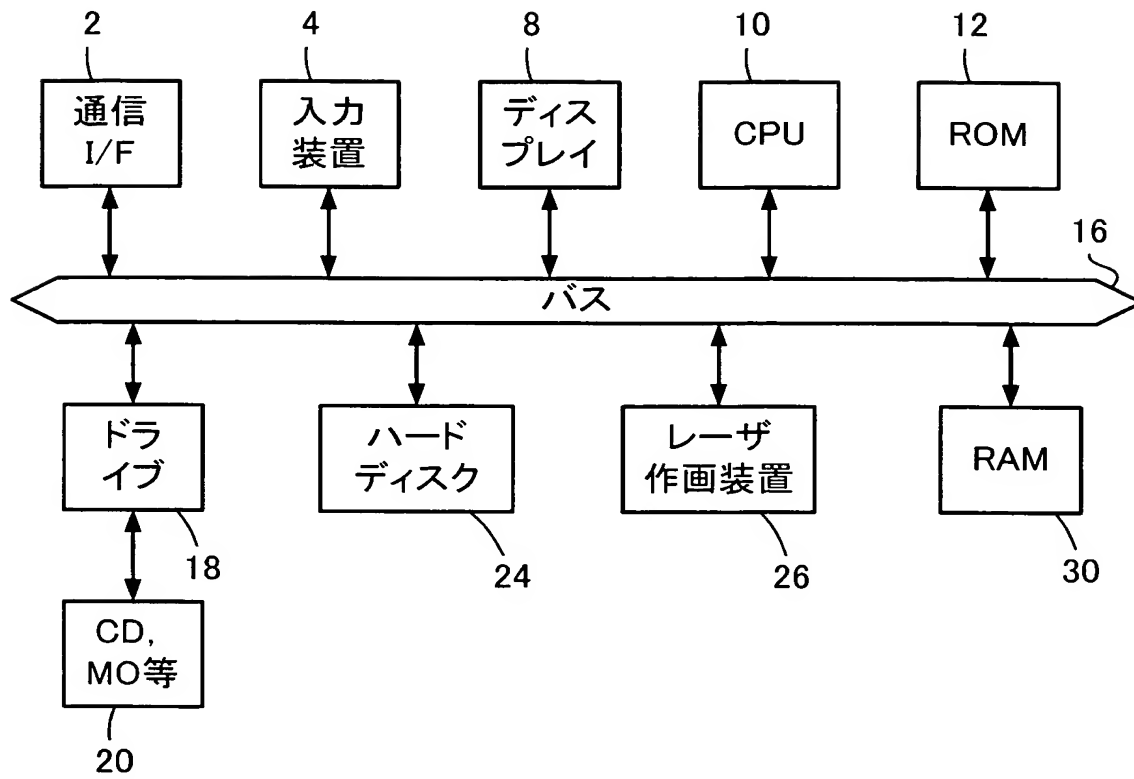 2
4
8
10
12
通信
I/F
入力
装置
ディス
プレイ
CPU
ROM
16
バス
ドラ
イブ
ハード
ディスク
レーザ
作画装置
RAM
18
24
26
30
CD,
MO等
20